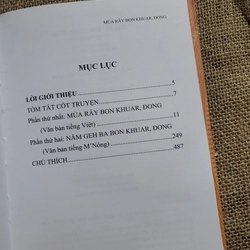 MÙA RẪY BON KHUAR, DONG
MỤC LỤC
LỜI GIỚI THIỆU 5
TÓM TẮT CỐT TRUYỆN 7
Phần thứ nhất: MÙA RẪY BON KHUAR, DONG
(Văn bản tiếng Việt) 11
Phần thứ hai: NĂM GEH BA BON KHUAR, DONG
(Văn bản tiếng M'Nông) 249
CHÚ THÍCH 487